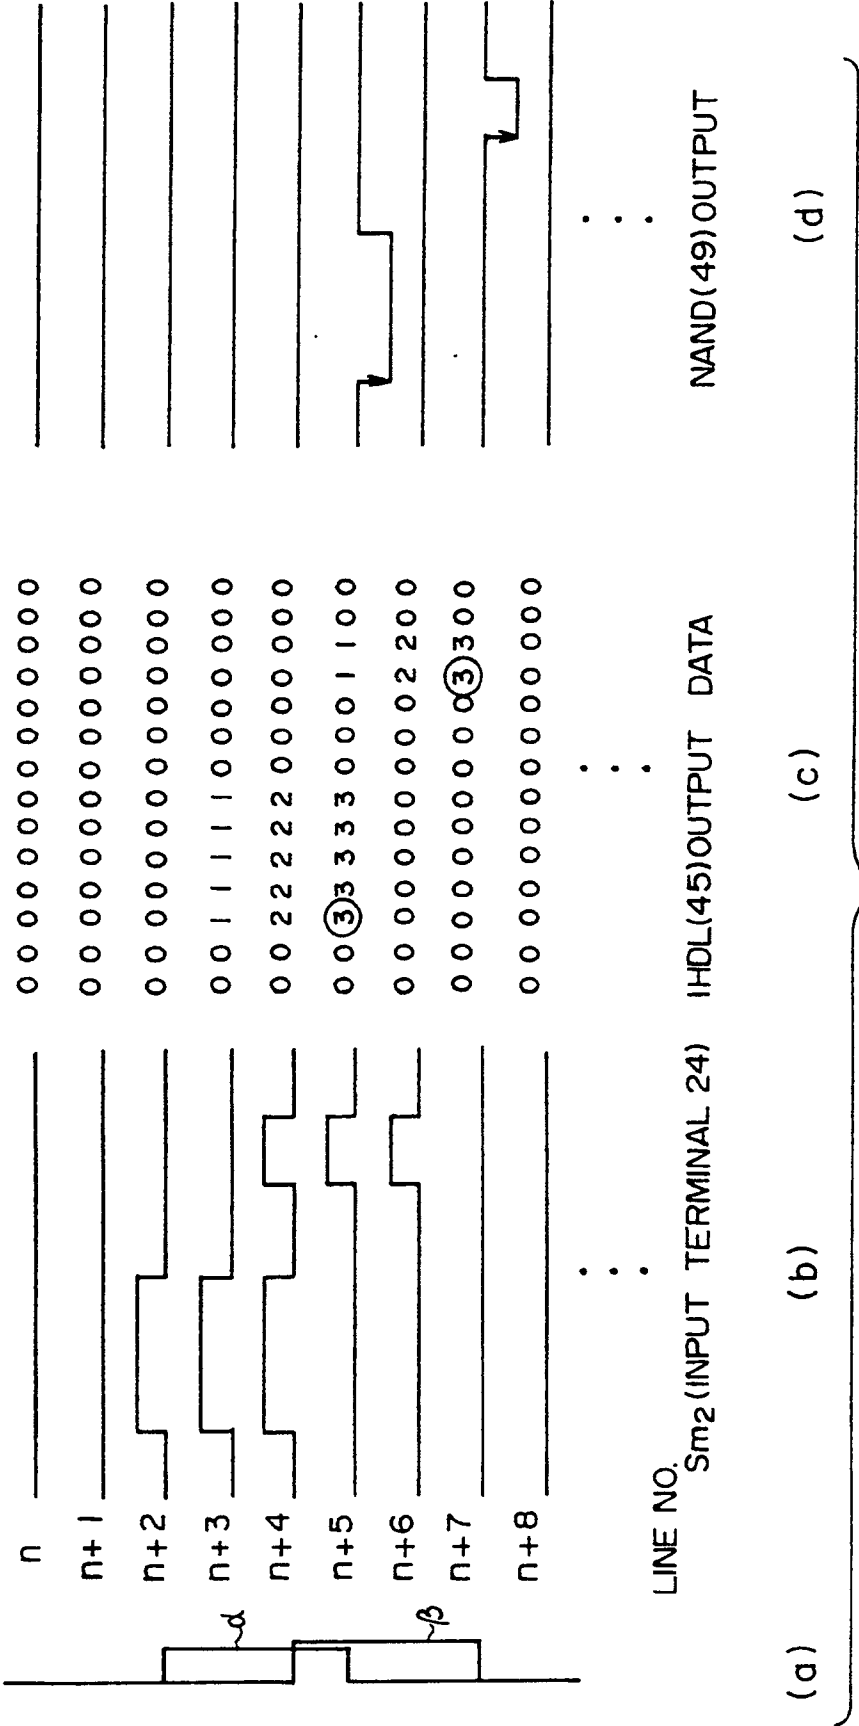 n 0 0 0 0 0 0 0 0 0 0 0 0 0 0
n+1 0 0 0 0 0 0 0 0 0 0 0 0 0 0
n+2 0 0 0 0 0 0 0 0 0 0 0 0 0 0
n+3 0 0 1 1 1 1 1 0 0 0 0 0 0 0
α
n+4 0 0 2 2 2 2 2 0 0 0 0 0 0 0
n+5 0 0 3 3 3 3 3 0 0 0 1 1 0 0
n+6 0 0 0 0 0 0 0 0 0 0 2 2 0 0
β
n+7 0 0 0 0 0 0 0 0 0 0 3 3 0 0
n+8 0 0 0 0 0 0 0 0 0 0 0 0 0 0
LINE NO.
Sm2 (INPUT TERMINAL 24) 1HDL(45)OUTPUT DATA NAND(49)OUTPUT
(a) (b) (c) (d)